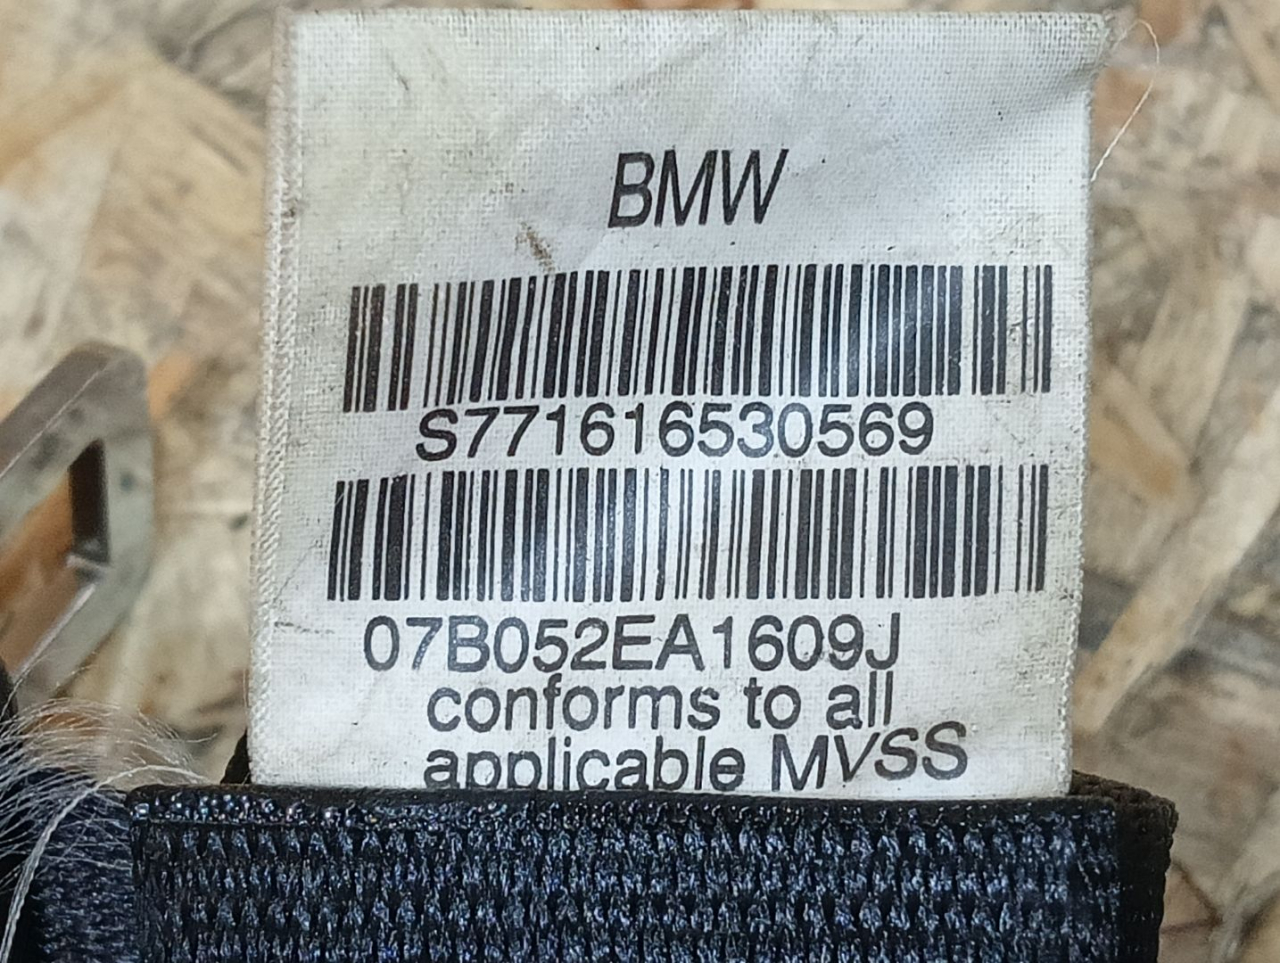 BMW
S771616530569
07B052EA1609J
conforms to all
applicable MVSS